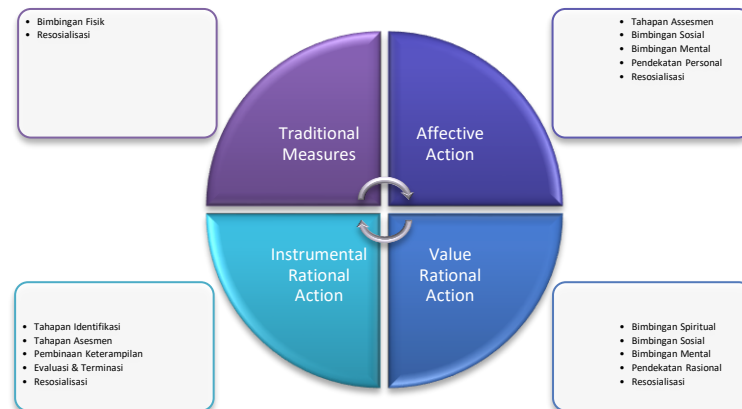 • Bimbingan Fisik
• Resosialisasi
• Tahapan Assesmen
• Bimbingan Sosial
• Bimbingan Mental
• Pendekatan Personal
• Resosialisasi
Traditional
Measures
Affective
Action
Instrumental
Rational
Action
Value
Rational
Action
• Tahapan Identifikasi
• Tahapan Asesmen
• Pembinaan Keterampilan
• Evaluasi & Terminasi
• Resosialisasi
• Bimbingan Spiritual
• Bimbingan Sosial
• Bimbingan Mental
• Pendekatan Rasional
• Resosialisasi